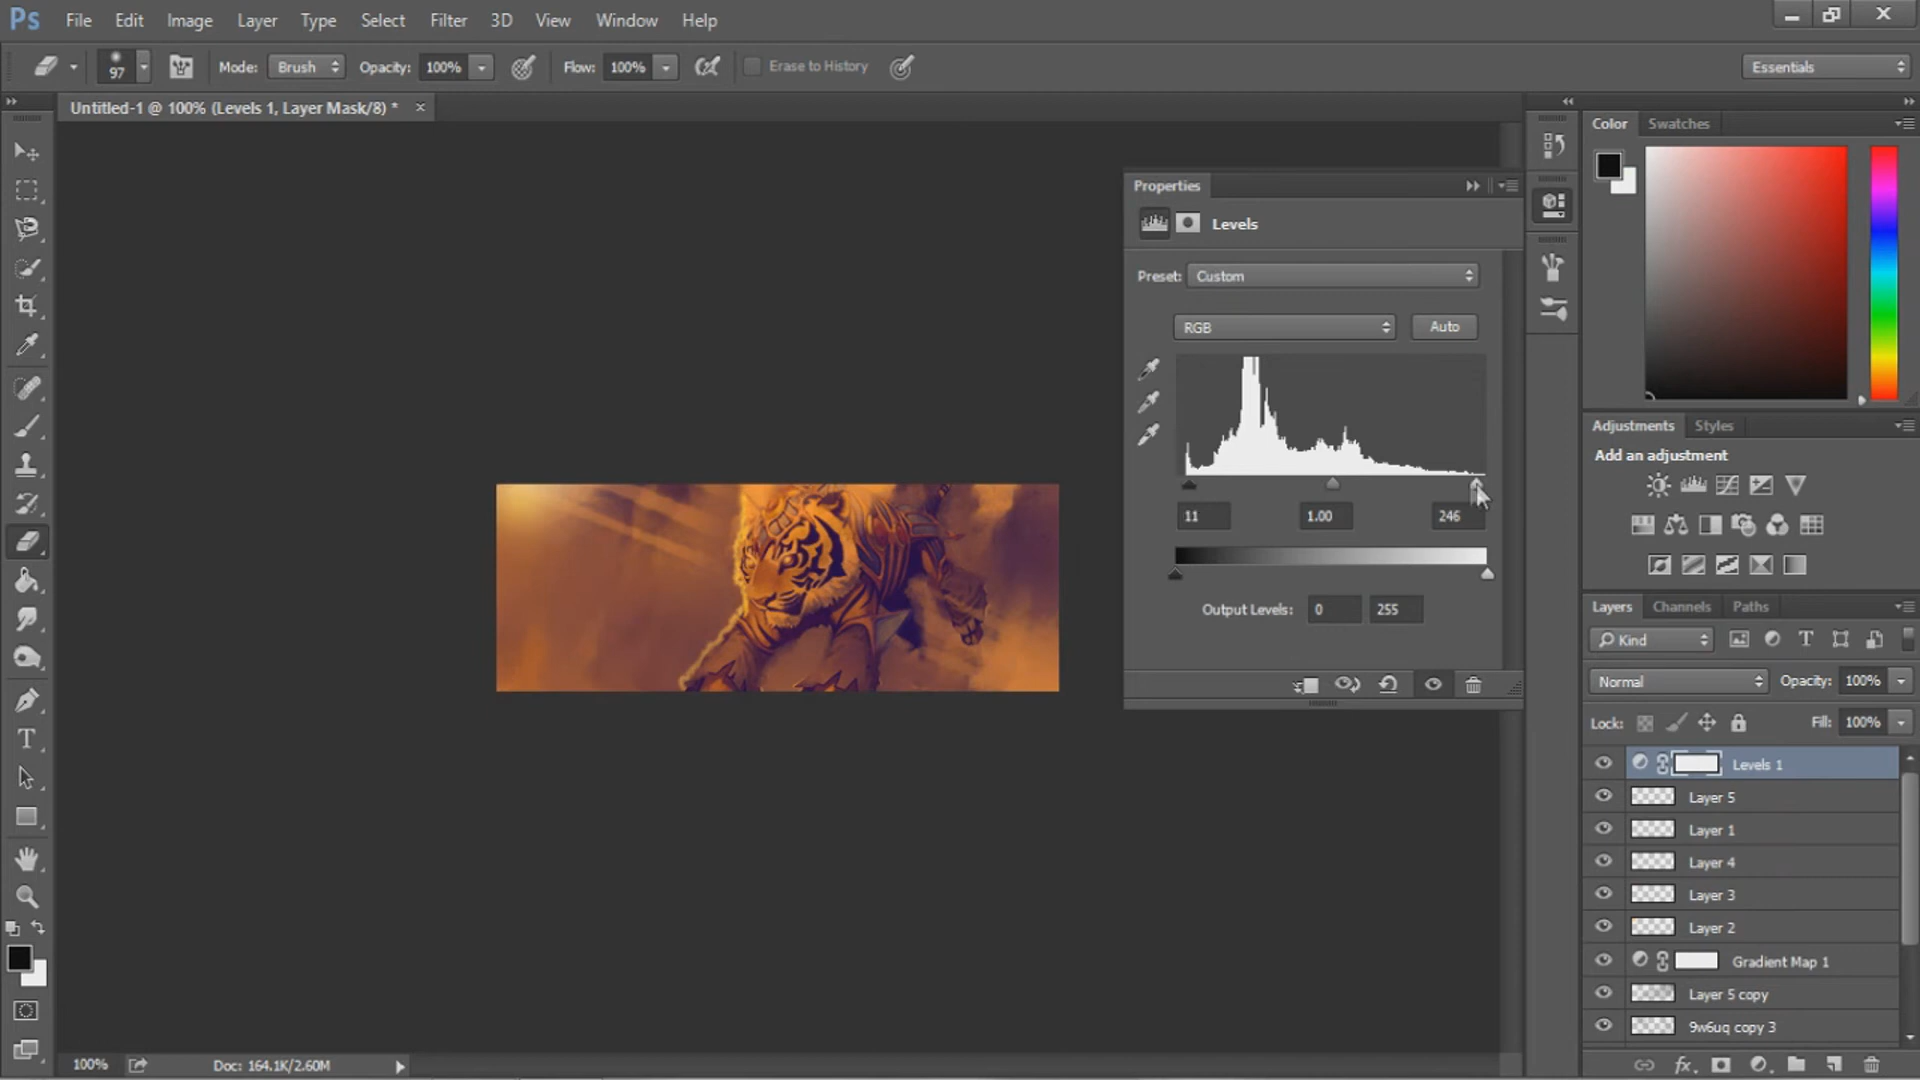 Ps File Edit Image Layer Type Select Filter 3D View Window Help
97 Mode: Brush Opacity: 100% Flow: 100% Erase to History Essentials
Untitled-1 @ 100% (Levels 1, Layer Mask/8) *
Color Swatches
Properties
Levels
Preset: Custom
RGB Auto
11 1.00 246
Output Levels: 0 255
Adjustments Styles
Add an adjustment
Layers Channels Paths
Kind
Normal Opacity: 100%
Lock: Fill: 100%
Levels 1
Layer 5
Layer 1
Layer 4
Layer 3
Layer 2
Gradient Map 1
Layer 5 copy
9w6uq copy 3
100% Doc: 164.1K/2.60M